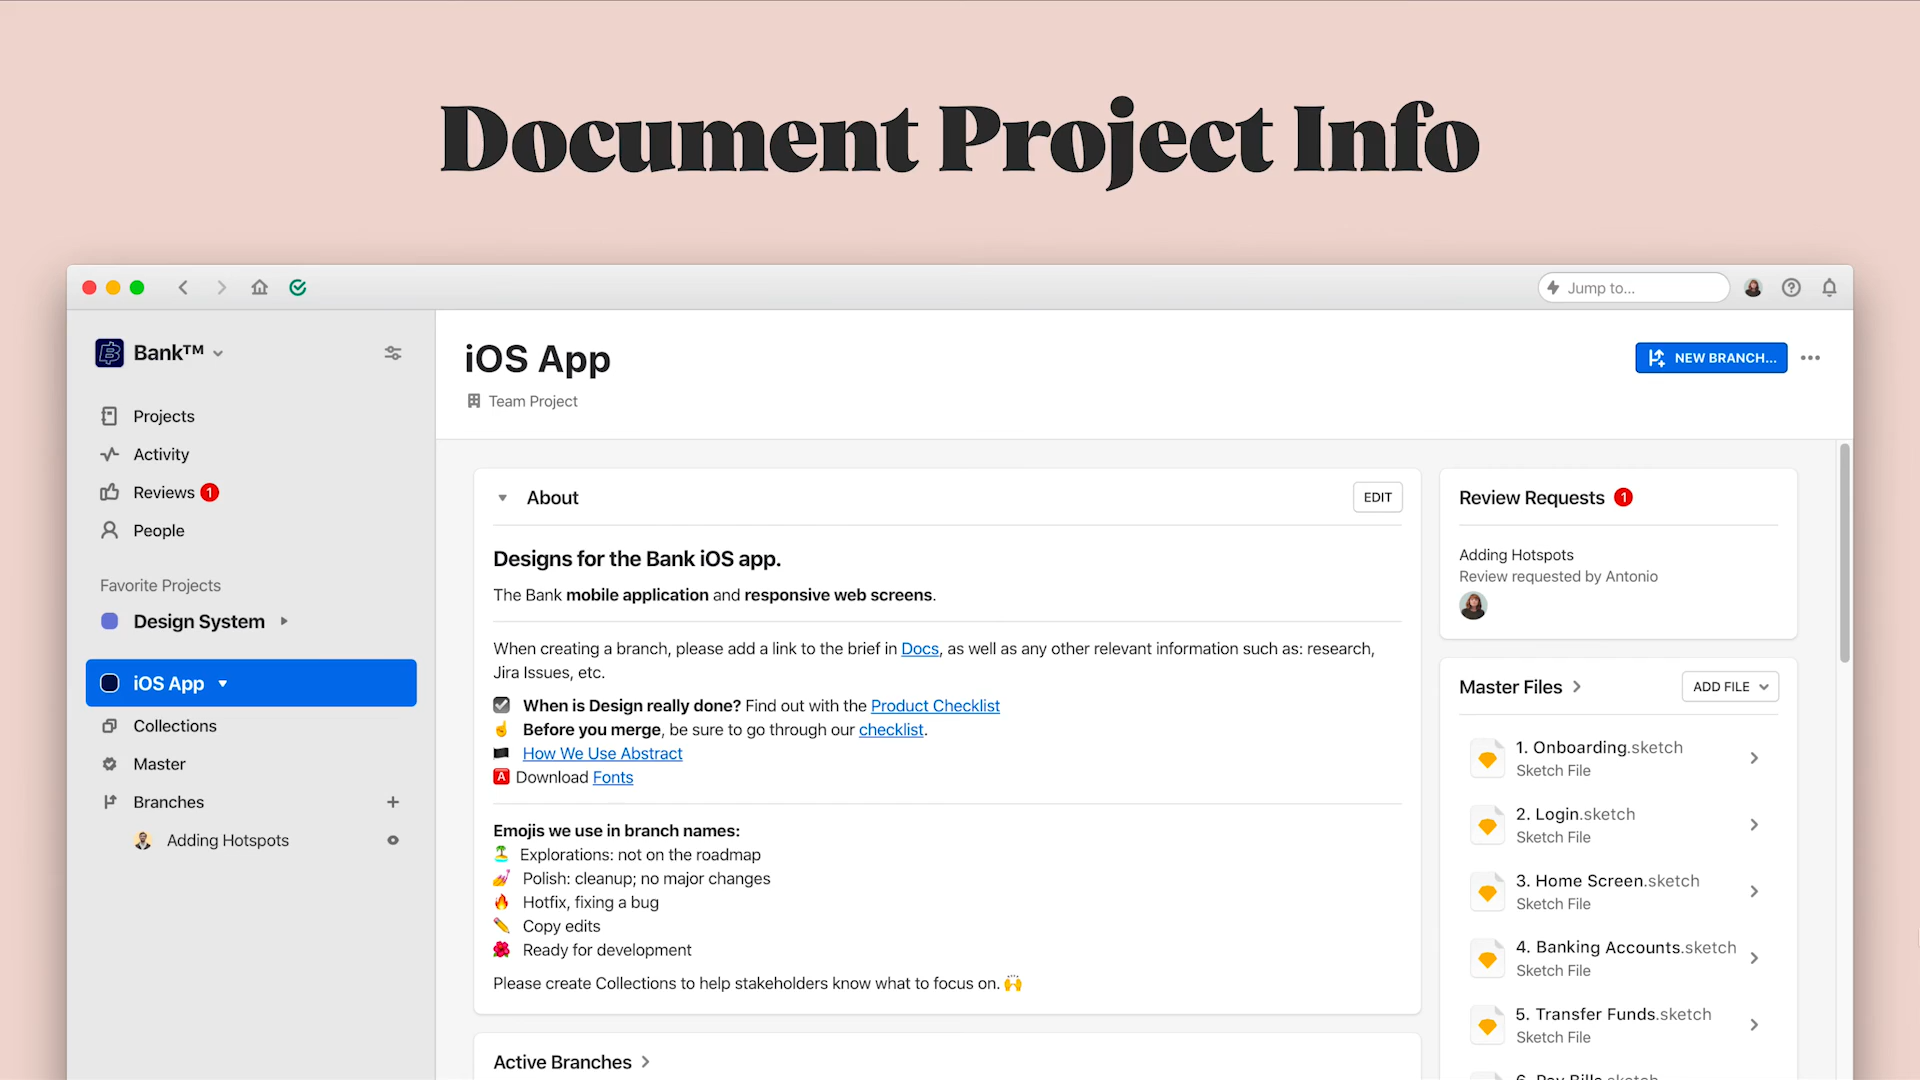 Document Project Info
Jump to...
Bank™
Projects
Activity
Reviews 1
People
Favorite Projects
Design System
iOS App
Collections
Master
Branches
Adding Hotspots
iOS App
Team Project
NEW BRANCH...
About
EDIT
Designs for the Bank iOS app.
The Bank mobile application and responsive web screens.
When creating a branch, please add a link to the brief in Docs, as well as any other relevant information such as: research,
Jira Issues, etc.
When is Design really done? Find out with the Product Checklist
Before you merge, be sure to go through our checklist.
How We Use Abstract
A Download Fonts
Emojis we use in branch names:
Explorations: not on the roadmap
Polish: cleanup; no major changes
Hotfix, fixing a bug
Copy edits
Ready for development
Please create Collections to help stakeholders know what to focus on.
Active Branches
Review Requests 1
Adding Hotspots
Review requested by Antonio
Master Files
ADD FILE
1. Onboarding.sketch
Sketch File
2. Login.sketch
Sketch File
3. Home Screen.sketch
Sketch File
4. Banking Accounts.sketch
Sketch File
5. Transfer Funds.sketch
Sketch File
6. Pay Bills.sketch